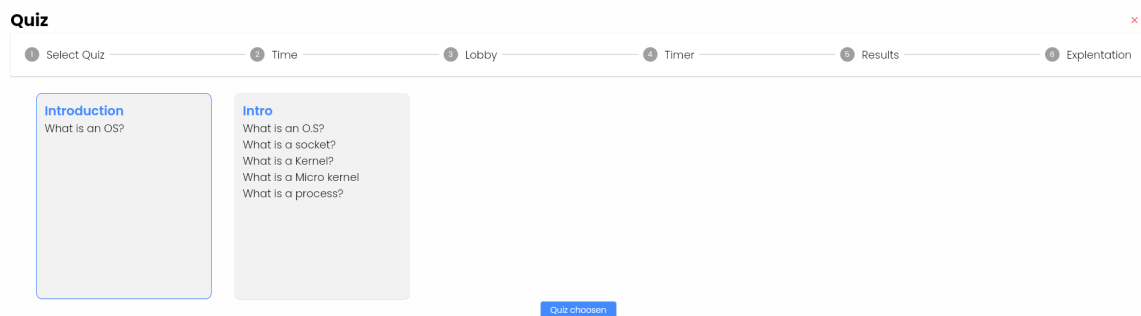 Quiz
×
1 Select Quiz 2 Time 3 Lobby 4 Timer 5 Results 6 Explentation
Introduction
What is an OS?
Intro
What is an O.S?
What is a socket?
What is a Kernel?
What is a Micro kernel
What is a process?
Quiz choosen